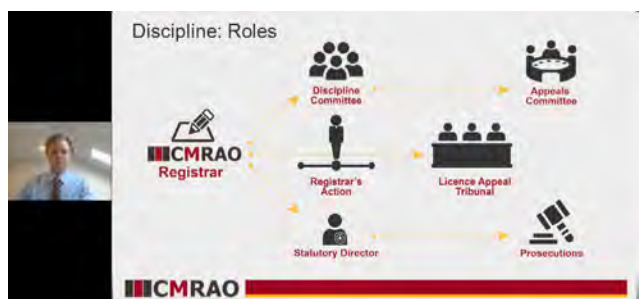 Discipline: Roles
Discipline
Committee
Appeals
Committee
CMRAO
Registrar
Registrar's
Action
Licence Appeal
Tribunal
Statutory Director
Prosecutions
CMRAO